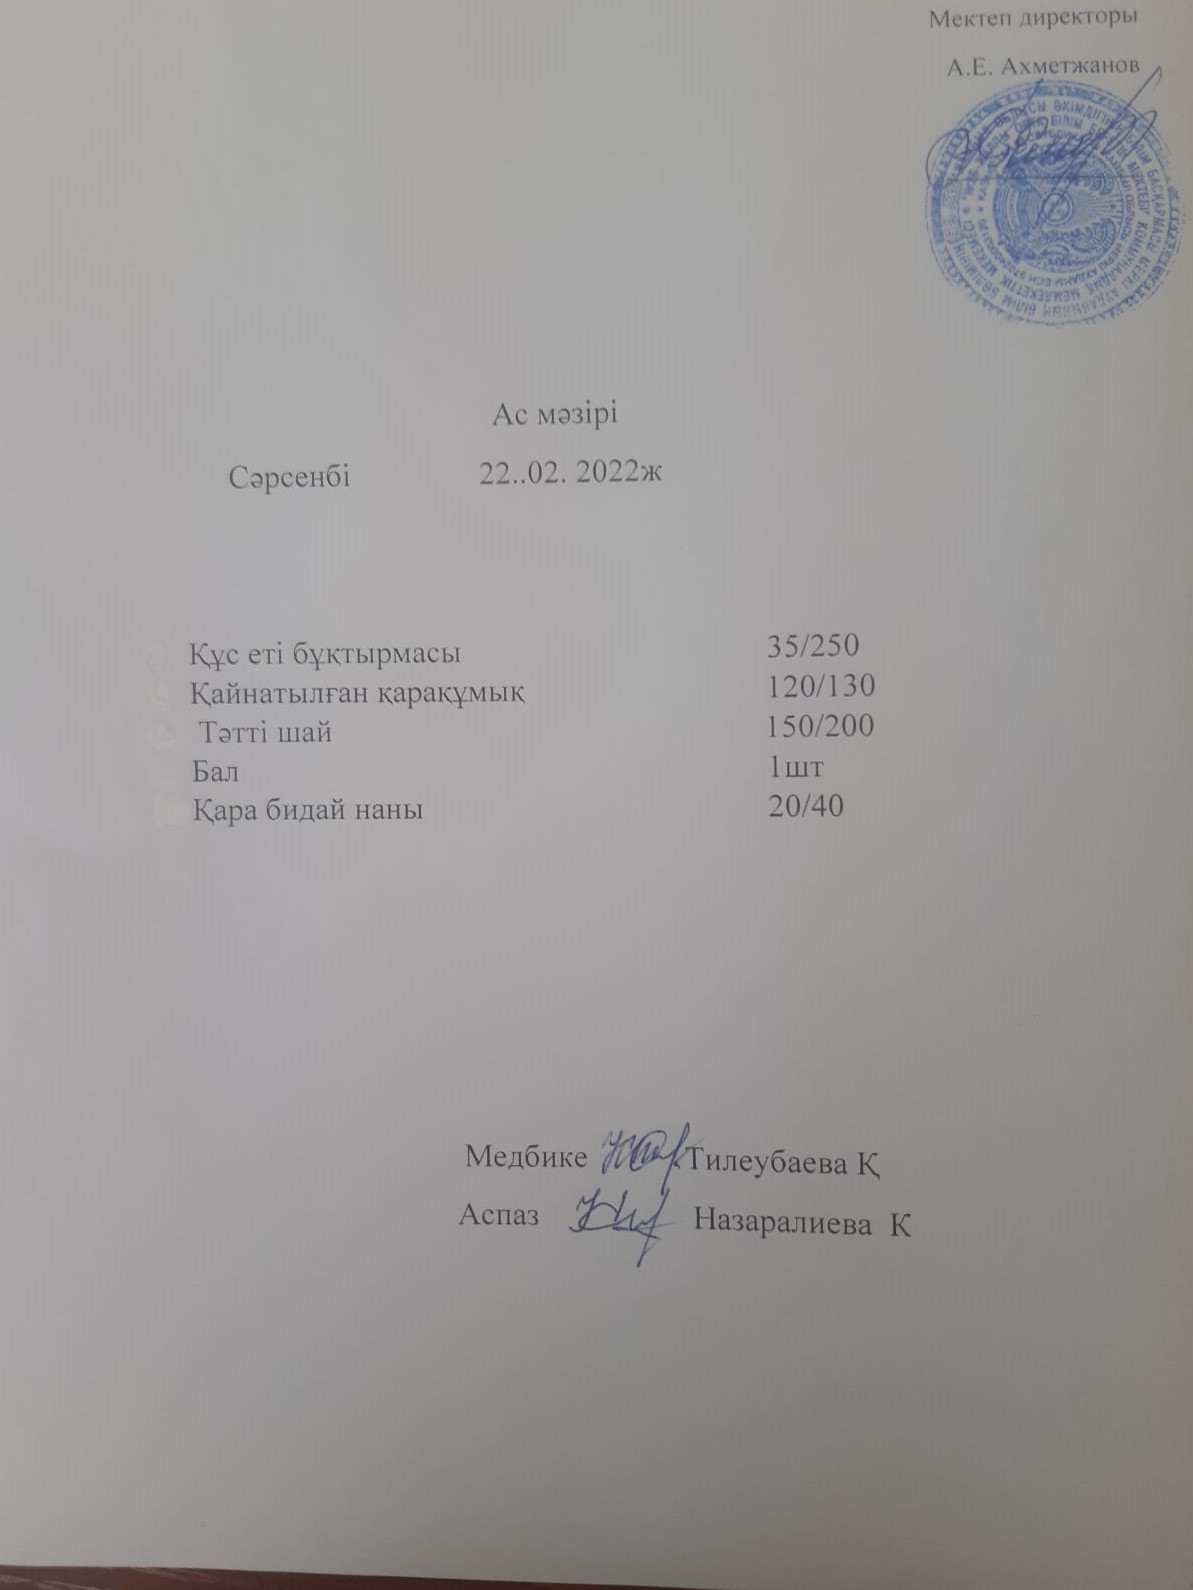 Мектеп директоры
А.Е. Ахметжанов
Ас мәзірі
Сәрсенбі 22..02. 2022ж
Құс еті бұқтырмасы 35/250
Қайнатылған қарақұмық 120/130
Тәтті шай 150/200
Бал 1шт
Қара бидай наны 20/40
Медбике Тилеубаева Қ
Аспаз Назаралиева К